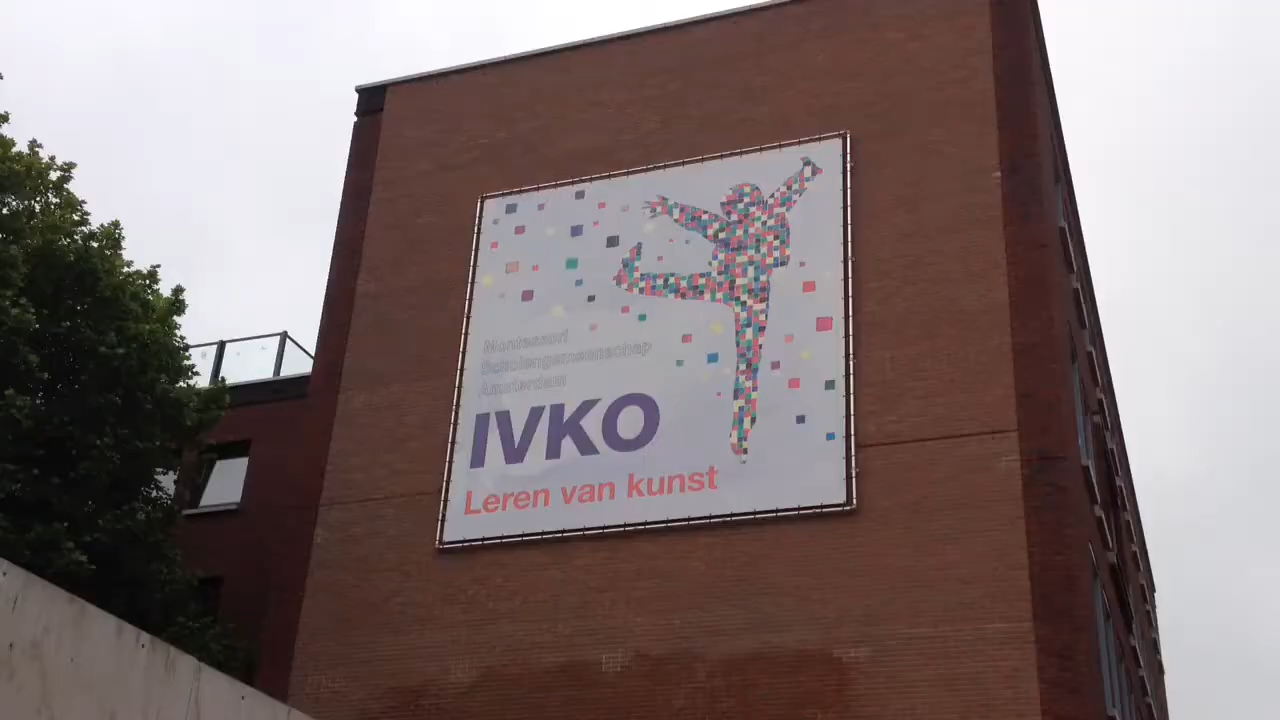 Montessori
Scholengemeenschap
Amsterdam
IVKO
Leren van kunst